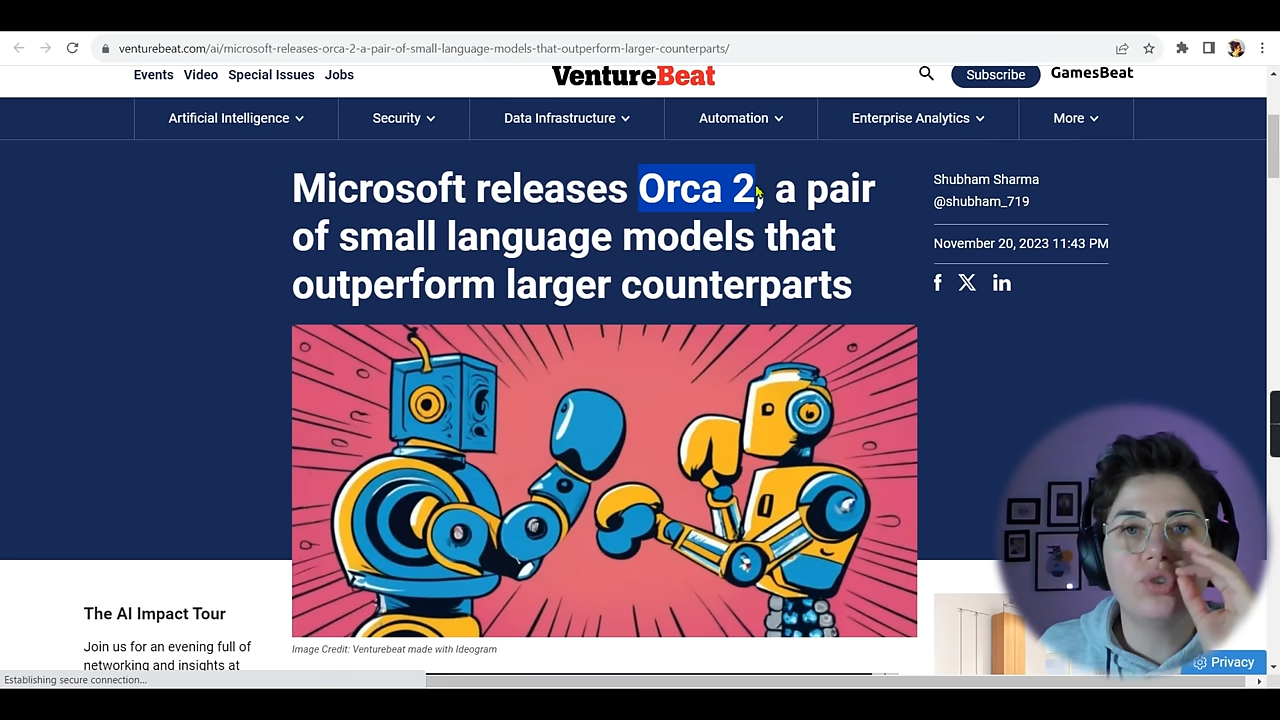 venturebeat.com/ai/microsoft-releases-orca-2-a-pair-of-small-language-models-that-outperform-larger-counterparts/
Events Video Special Issues Jobs
VentureBeat
Subscribe
GamesBeat
Artificial Intelligence
Security
Data Infrastructure
Automation
Enterprise Analytics
More
Microsoft releases Orca 2, a pair
of small language models that
outperform larger counterparts
Shubham Sharma
@shubham_719
November 20, 2023 11:43 PM
Image Credit: Venturebeat made with Ideogram
The AI Impact Tour
Join us for an evening full of
networking and insights at
Privacy
Establishing secure connection...